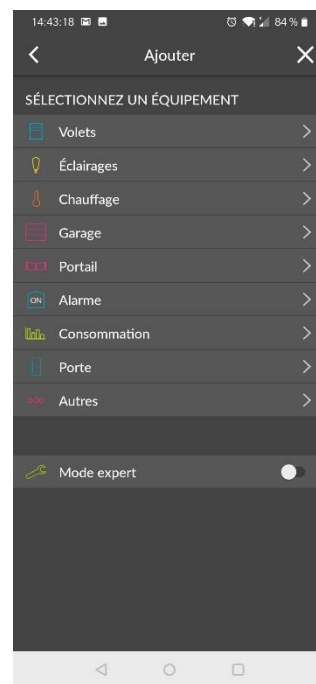 14:43:18 84 %
Ajouter
SÉLECTIONNEZ UN ÉQUIPEMENT
Volets
Éclairages
Chauffage
Garage
Portail
ON Alarme
Consommation
Porte
Autres
Mode expert